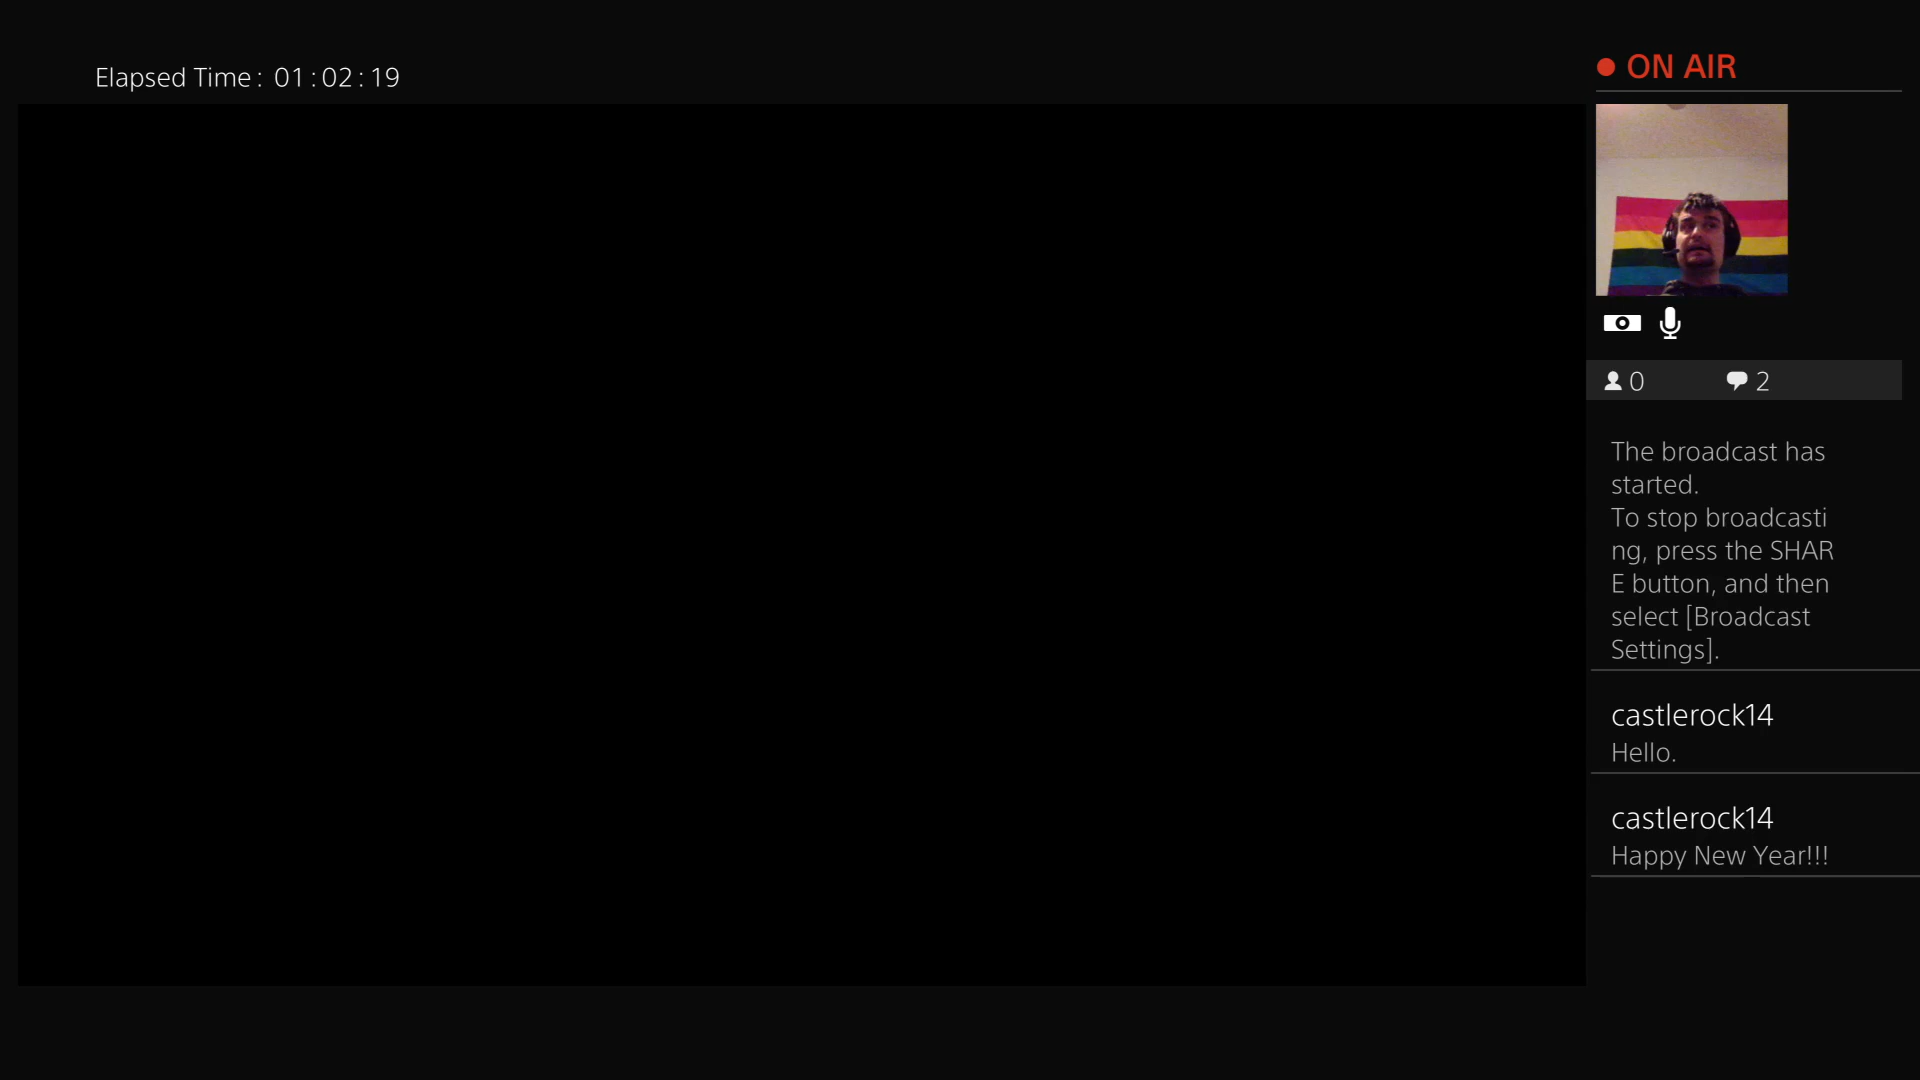 Elapsed Time: 01:02:19
ON AIR
0 2
The broadcast has
started.
To stop broadcasti
ng, press the SHAR
E button, and then
select [Broadcast
Settings].
castlerock14
Hello.
castlerock14
Happy New Year!!!